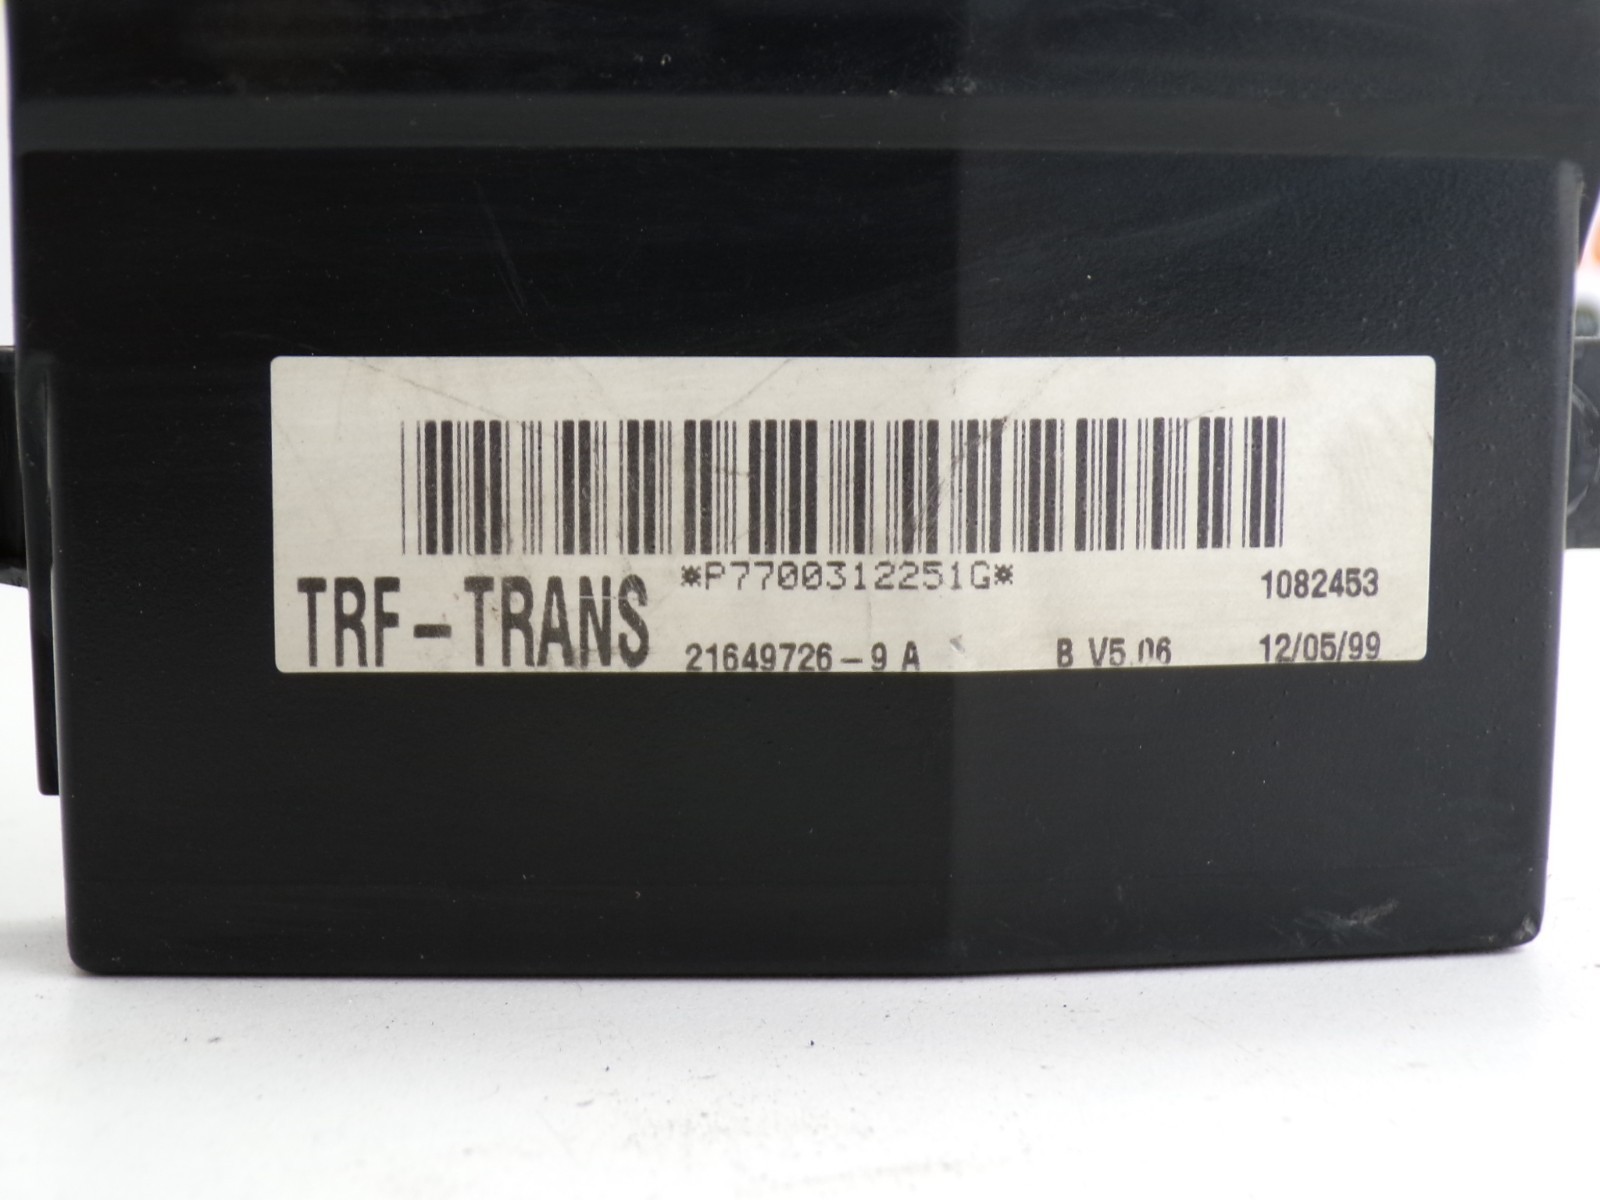 *P7700312251G*
TRF-TRANS
1082453
21649726-9 A B V5.06 12/05/99